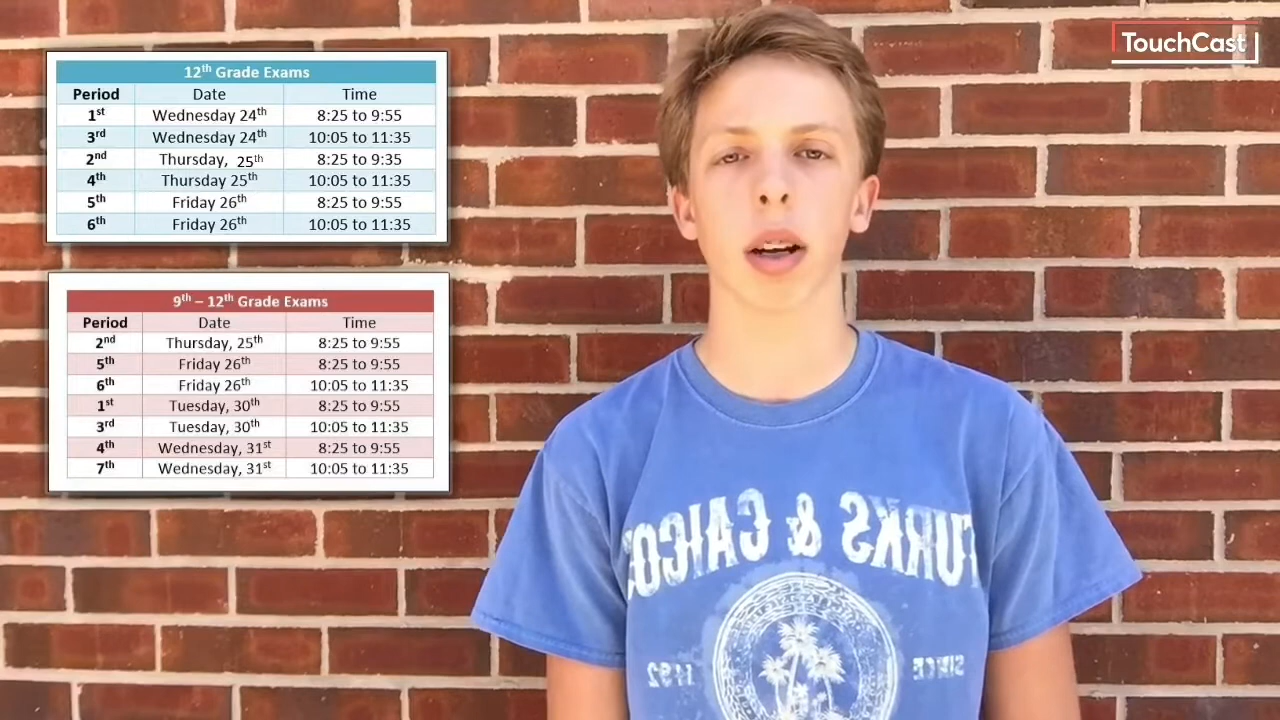 TouchCast
12th Grade Exams
Period Date Time
1st Wednesday 24th 8:25 to 9:55
3rd Wednesday 24th 10:05 to 11:35
2nd Thursday, 25th 8:25 to 9:35
4th Thursday 25th 10:05 to 11:35
5th Friday 26th 8:25 to 9:55
6th Friday 26th 10:05 to 11:35
9th – 12th Grade Exams
Period Date Time
2nd Thursday, 25th 8:25 to 9:55
5th Friday 26th 8:25 to 9:55
6th Friday 26th 10:05 to 11:35
1st Tuesday, 30th 8:25 to 9:55
3rd Tuesday, 30th 10:05 to 11:35
4th Wednesday, 31st 8:25 to 9:55
7th Wednesday, 31st 10:05 to 11:35
TURKS & CAICO
SINCE 1492